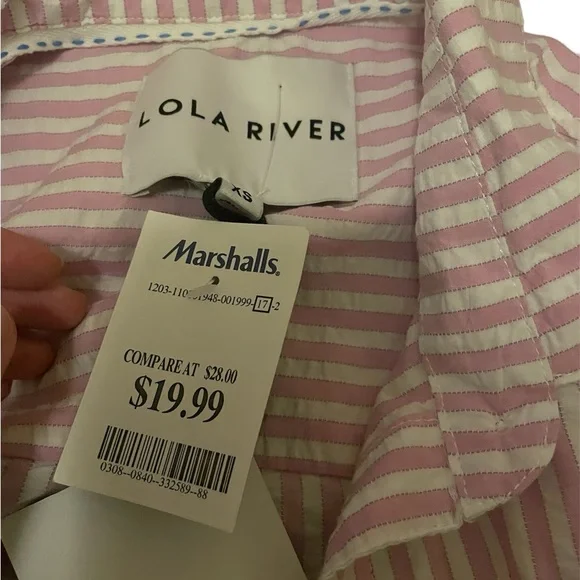 LOLA RIVER
XS
Marshalls.
COMPARE AT $28.00
$19.99
0308--0840--332589--88